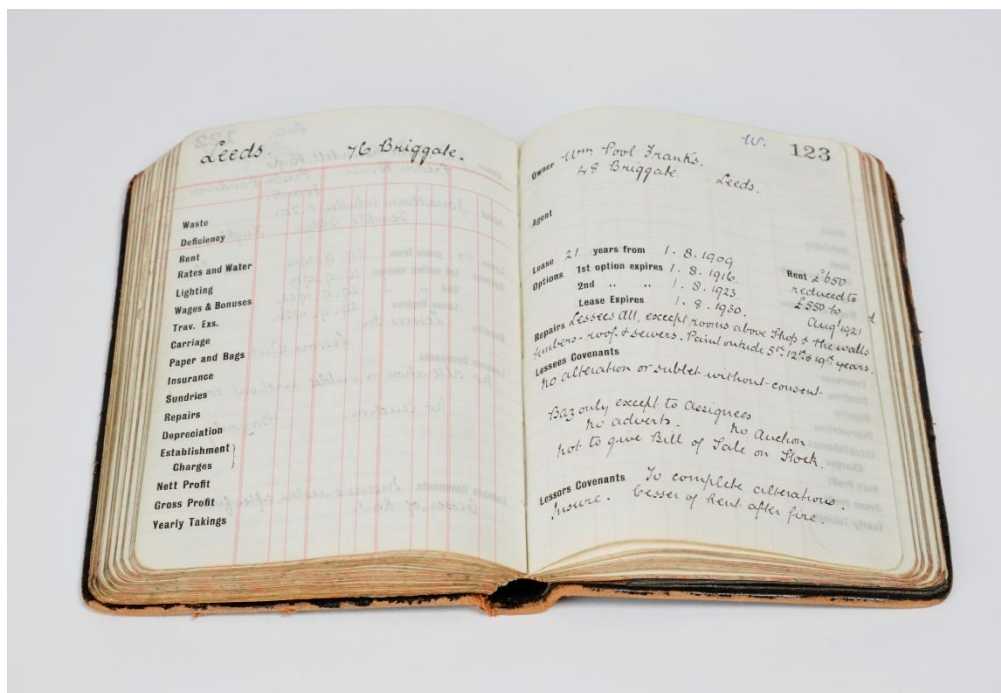 Leeds. 76 Briggate.
Waste
Deficiency
Rent
Rates and Water
Lighting
Wages & Bonuses
Trav. Exs.
Carriage
Paper and Bags
Insurance
Sundries
Repairs
Depreciation
Establishment }
Charges
Nett Profit
Gross Profit
Yearly Takings
W. 123
Owner Wm Pool Franks.
48 Briggate Leeds.
Agent
Lease 21 years from 1. 8. 1909
Options 1st option expires 1. 8. 1916. Rent £650
2nd " " 1. 8. 1923. reduced to
Lease Expires 1. 8. 1930. £550 to
Aug 1921
Repairs Lessees All, except rooms above Shop & the walls
timbers. roof & sewers. Paint outside 5th. 12th & 19th years.
Lessees Covenants
No alteration or sublet without consent.
Baz only except to assignees
No adverts. No Auction
not to give Bill of Sale on Stock.
Lessors Covenants To complete alterations.
Insure. Cesser of Rent after fire.